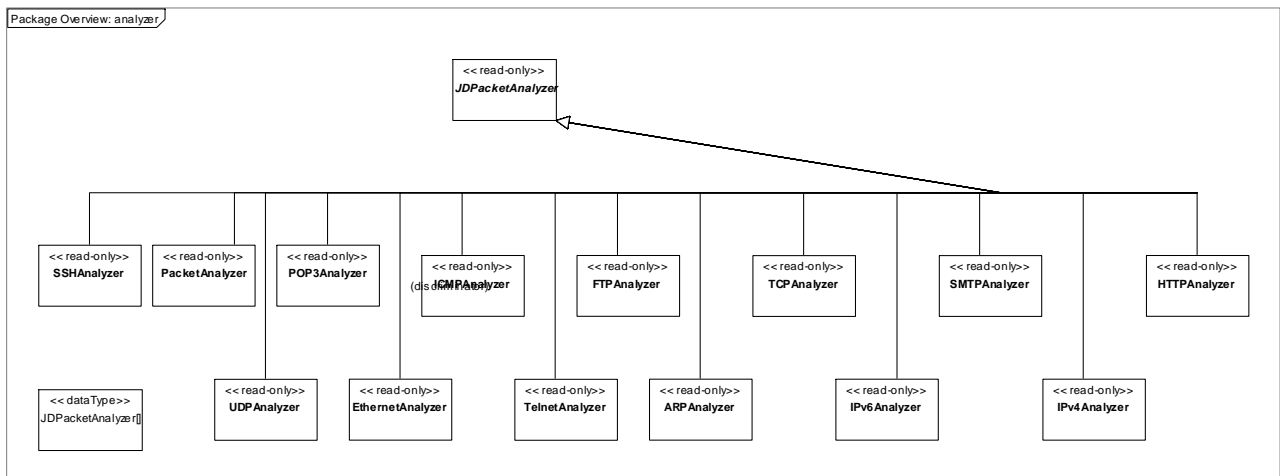 Package Overview: analyzer
<< read-only>>
JDPacketAnalyzer
<< read-only>>
SSHAnalyzer
<< read-only>>
PacketAnalyzer
<< read-only>>
POP3Analyzer
<< read-only>>
ICMPAnalyzer
(discriminator)
<< read-only>>
FTPAnalyzer
<< read-only>>
TCPAnalyzer
<< read-only>>
SMTPAnalyzer
<< read-only>>
HTTPAnalyzer
<< dataType>>
JDPacketAnalyzer[]
<< read-only>>
UDPAnalyzer
<< read-only>>
EthernetAnalyzer
<< read-only>>
TelnetAnalyzer
<< read-only>>
ARPAnalyzer
<< read-only>>
IPv6Analyzer
<< read-only>>
IPv4Analyzer